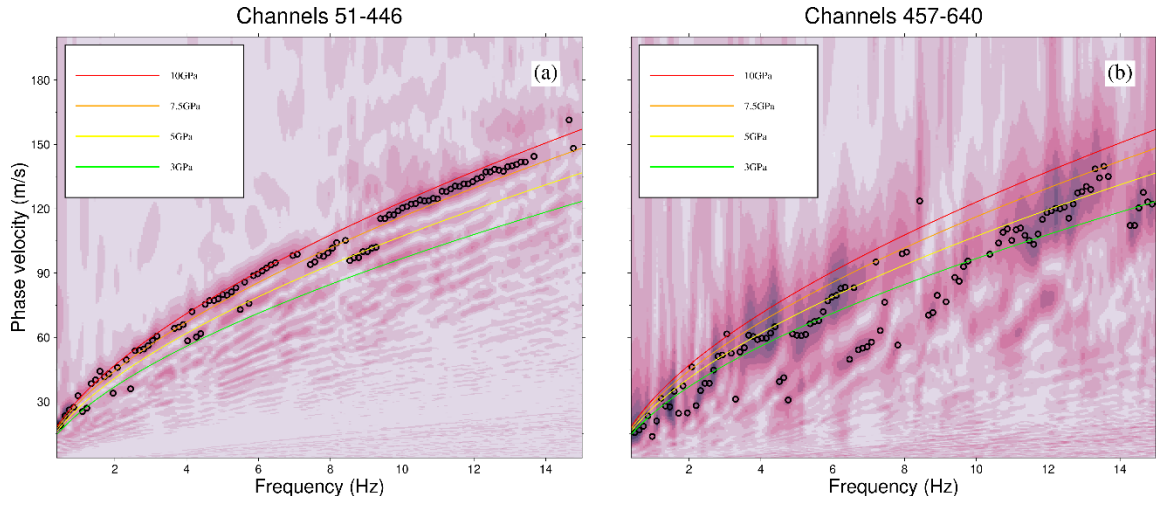 Channels 51-446
Channels 457-640
180
150
120
90
60
30
Phase velocity (m/s)
10GPa
7.5GPa
5GPa
3GPa
(a)
2 4 6 8 10 12 14
Frequency (Hz)
10GPa
7.5GPa
5GPa
3GPa
(b)
2 4 6 8 10 12 14
Frequency (Hz)